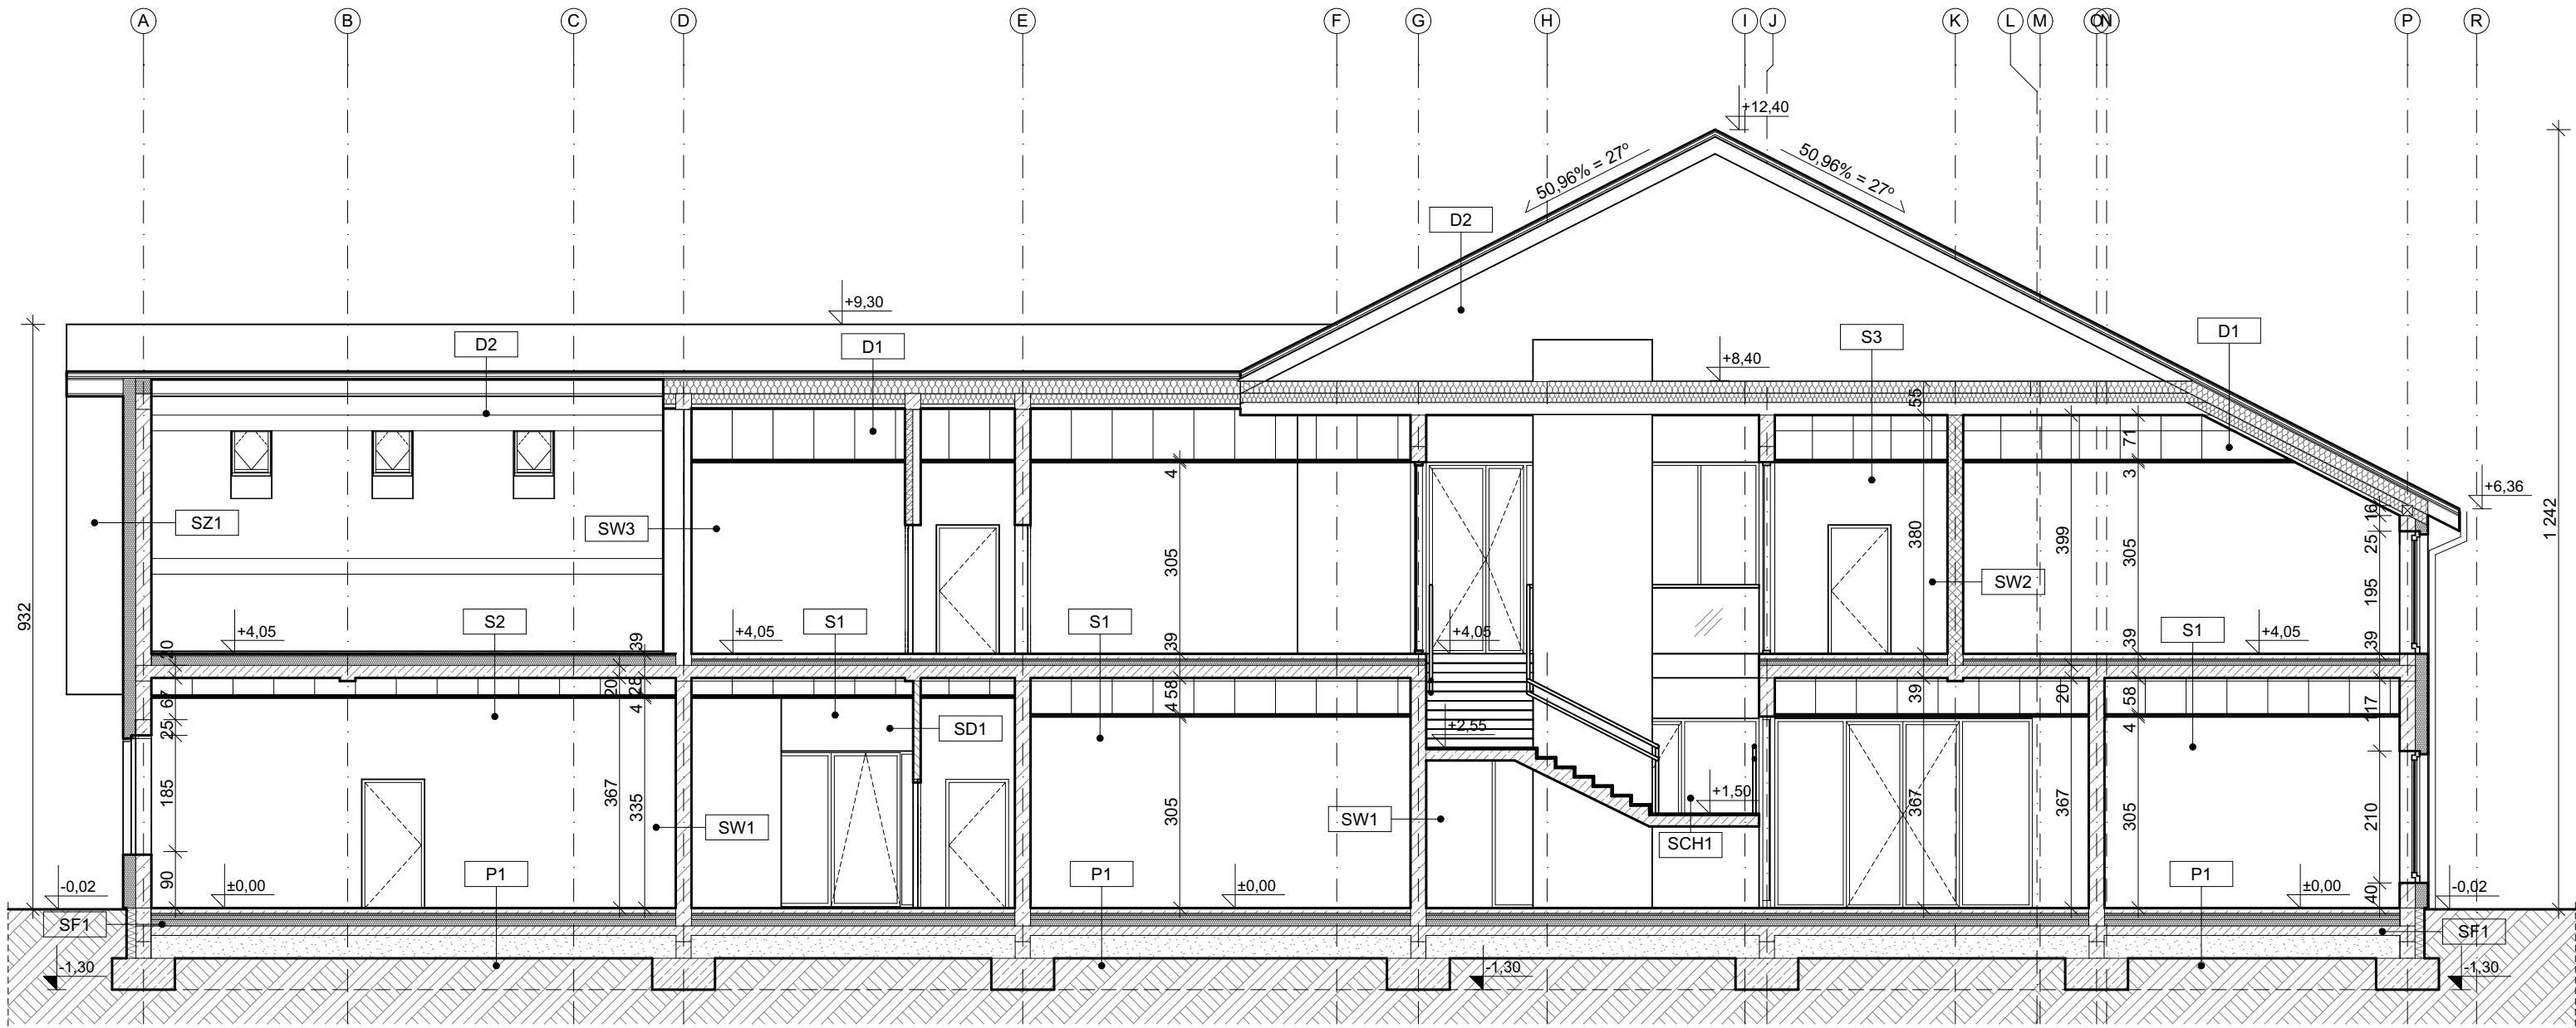 A B C D E F G H I J K L M O N P R
+12,40
50,96% = 27º
50,96% = 27º
D2
+9,30
D2
D1
S3
D1
+8,40
55
71
4
3
+6,36
1 242
SZ1
SW3
16
25
305
380
399
305
195
SW2
932
S2
S1
S1
S1
+4,05
+4,05
+4,05
+4,05
39
39
39
39
20
20
28
4
58
4
39
20
58
4
117
67
25
SD1
+2,55
185
367
335
305
+1,50
367
367
305
210
SW1
SW1
SCH1
P1
P1
P1
90
40
-0,02
±0,00
±0,00
±0,00
-0,02
SF1
SF1
-1,30
-1,30
-1,30